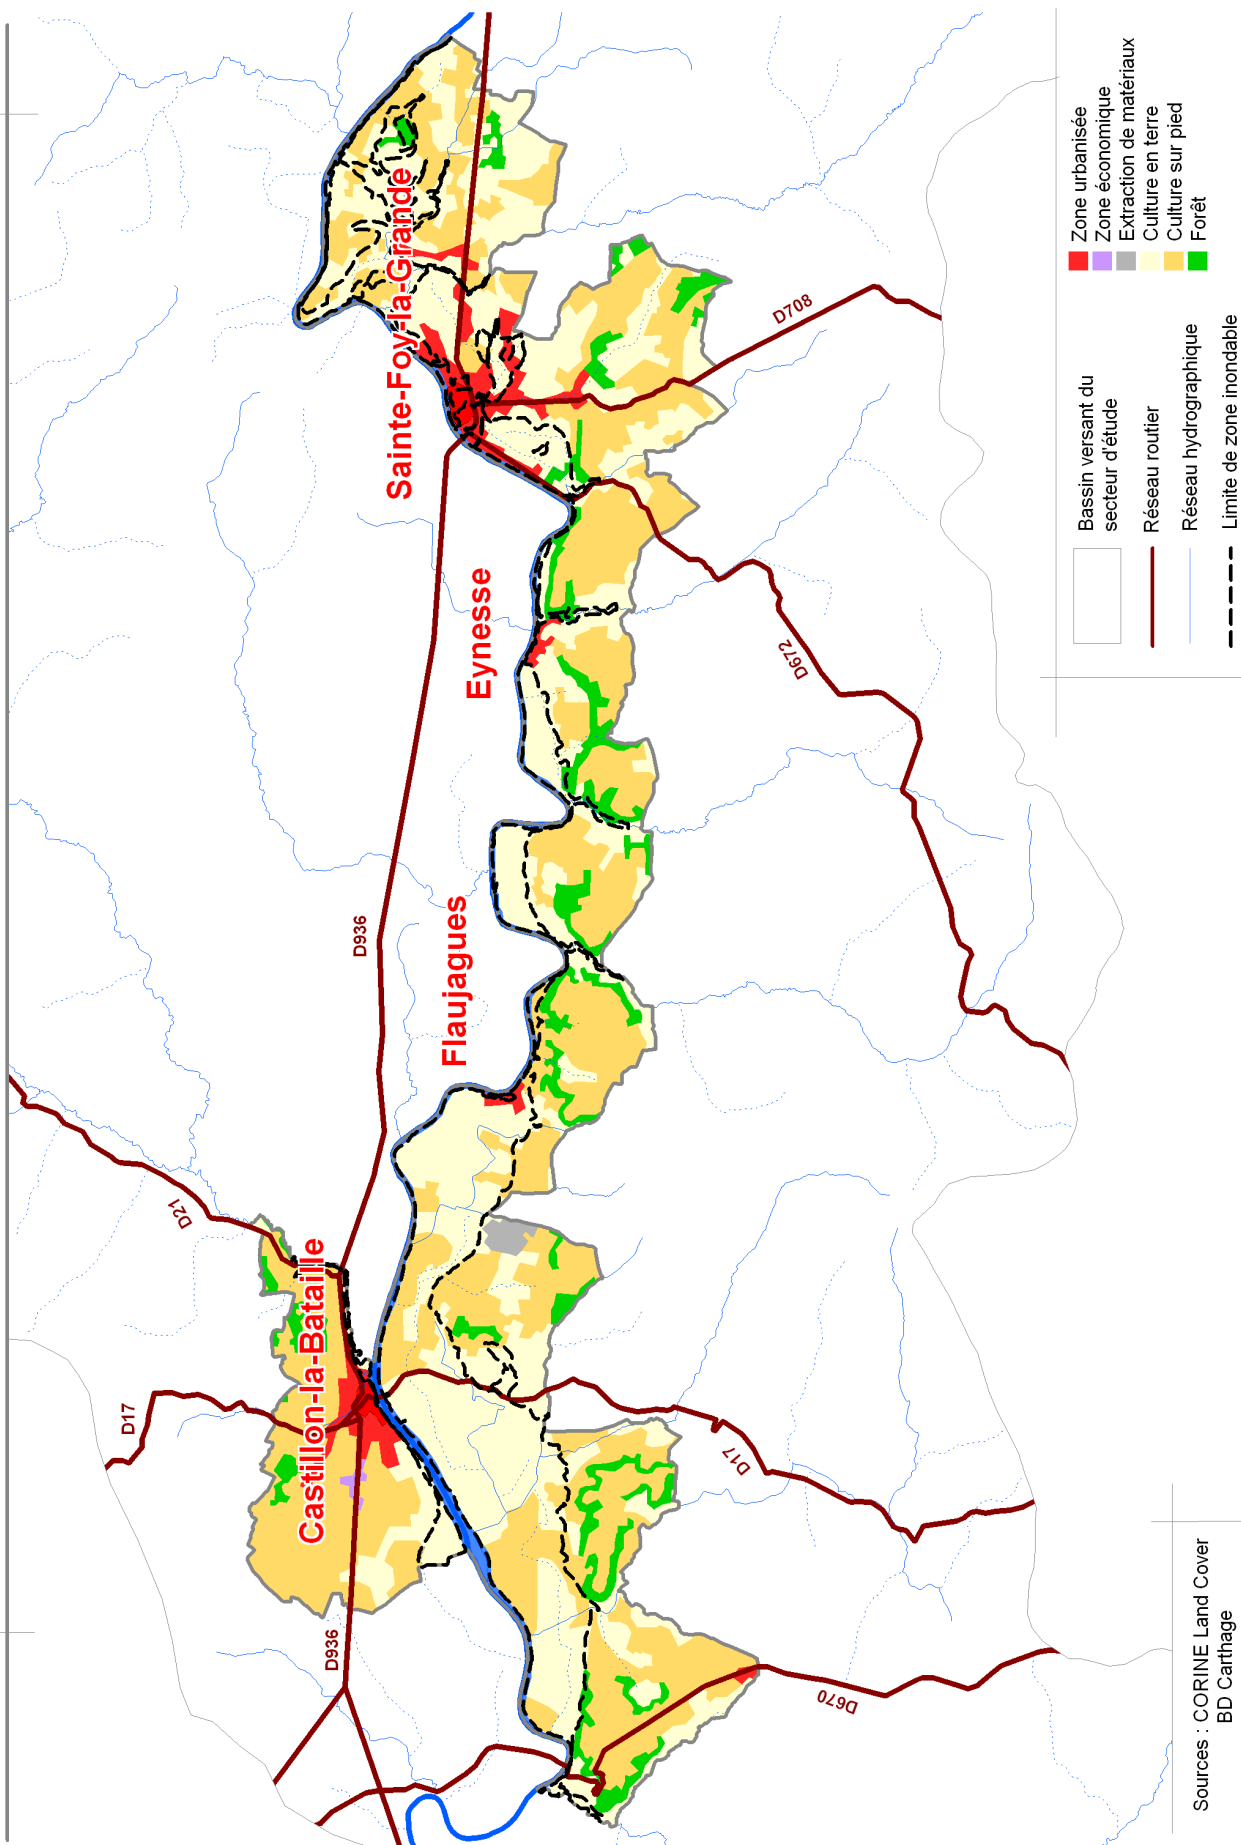 Castillon-la-Bataille
Flaujagues
Eynesse
Sainte-Foy-la-Grande
D936
D17
D21
D936
D670
D17
D672
D708
Bassin versant du
secteur d'étude
Réseau routier
Réseau hydrographique
Limite de zone inondable
Zone urbanisée
Zone économique
Extraction de matériaux
Culture en terre
Culture sur pied
Forêt
Sources : CORINE Land Cover
BD Carthage